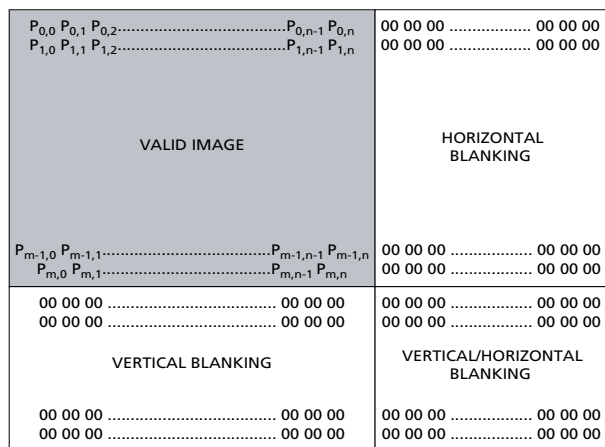 P0,0 P0,1 P0,2.....................................P0,n-1 P0,n
P1,0 P1,1 P1,2.....................................P1,n-1 P1,n
VALID IMAGE
Pm-1,0 Pm-1,1.....................................Pm-1,n-1 Pm-1,n
Pm,0 Pm,1.....................................Pm,n-1 Pm,n
00 00 00 ................. 00 00 00
00 00 00 ................. 00 00 00
HORIZONTAL
BLANKING
00 00 00 ................. 00 00 00
00 00 00 ................. 00 00 00
00 00 00 ................................... 00 00 00
00 00 00 ................................... 00 00 00
VERTICAL BLANKING
00 00 00 ................................... 00 00 00
00 00 00 ................................... 00 00 00
00 00 00 ................. 00 00 00
00 00 00 ................. 00 00 00
VERTICAL/HORIZONTAL
BLANKING
00 00 00 ................. 00 00 00
00 00 00 ................. 00 00 00